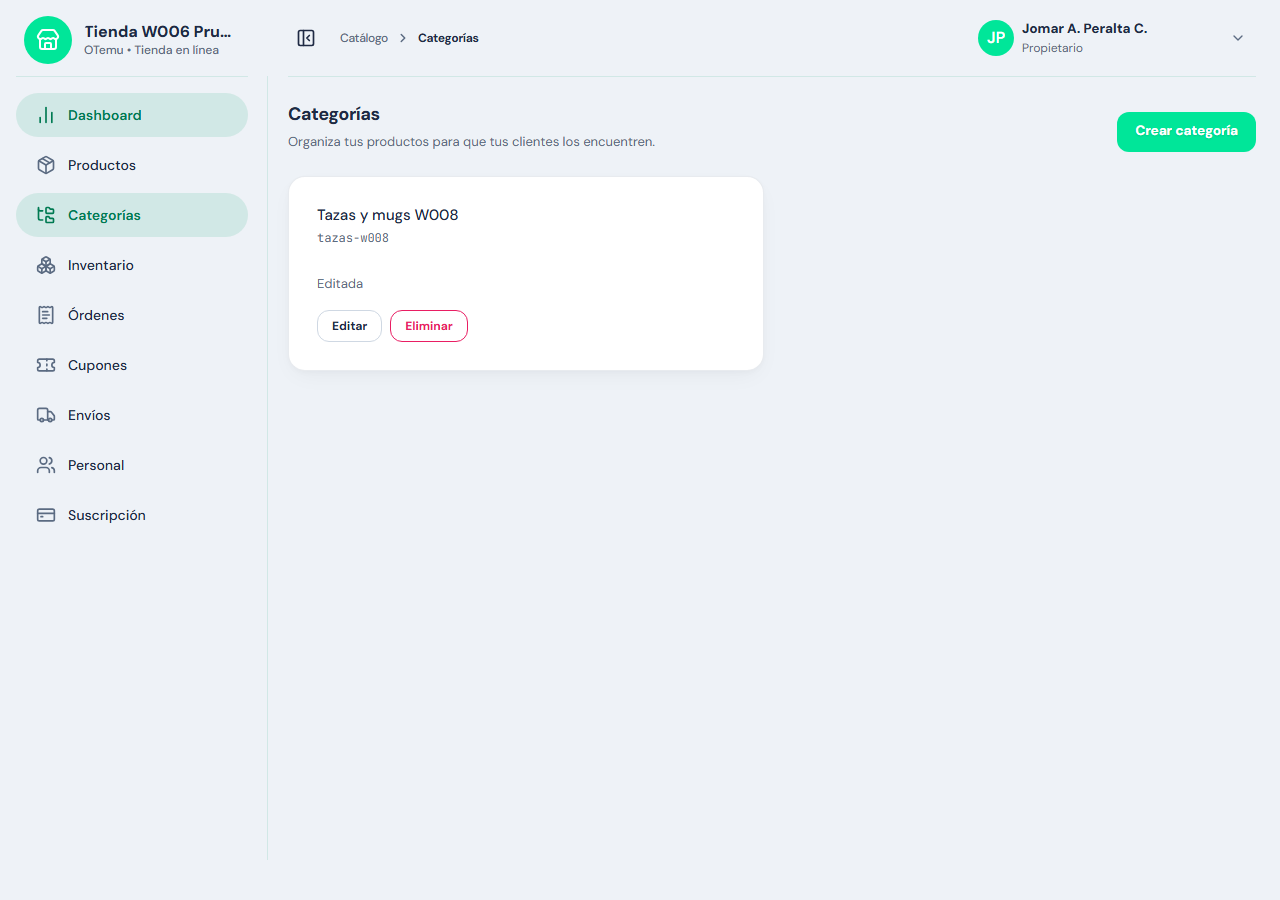 Tienda W006 Pru...
OTemu • Tienda en línea
Catálogo > Categorías
JP
Jomar A. Peralta C.
Propietario
Dashboard
Productos
Categorías
Inventario
Órdenes
Cupones
Envíos
Personal
Suscripción
Categorías
Organiza tus productos para que tus clientes los encuentren.
Crear categoría
Tazas y mugs W008
tazas-w008
Editada
Editar
Eliminar